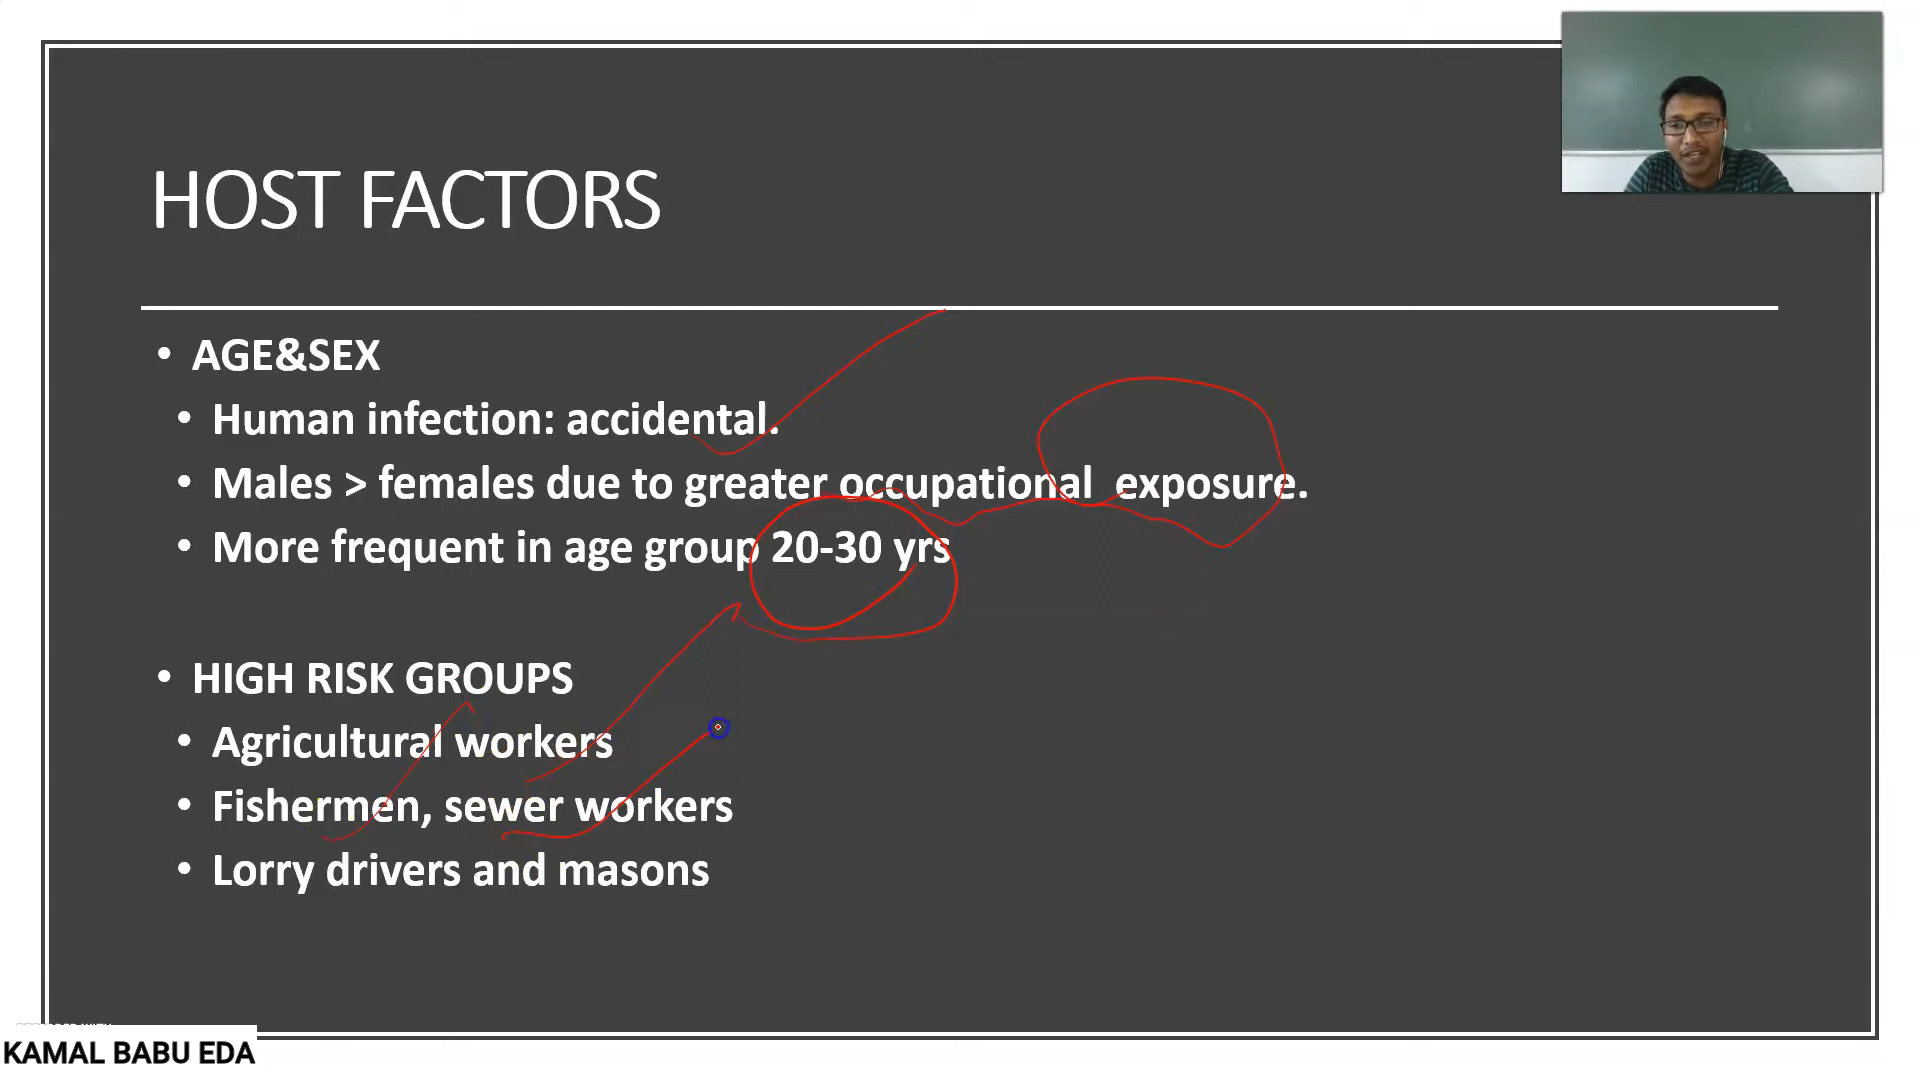 HOST FACTORS
• AGE&SEX
• Human infection: accidental.
• Males > females due to greater occupational exposure.
• More frequent in age group 20-30 yrs
• HIGH RISK GROUPS
• Agricultural workers
• Fishermen, sewer workers
• Lorry drivers and masons
KAMAL BABU EDA